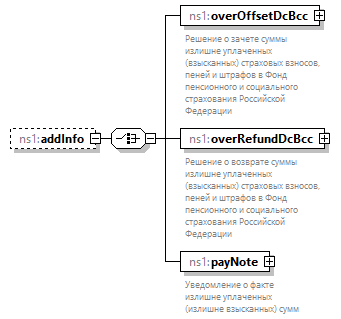 ns1:overOffsetDcBcc
Решение о зачете суммы
излишне уплаченных
(взысканных) страховых взносов,
пеней и штрафов в Фонд
пенсионного и социального
страхования Российской
Федерации
ns1:addInfo
ns1:overRefundDcBcc
Решение о возврате суммы
излишне уплаченных
(взысканных) страховых взносов,
пеней и штрафов в Фонд
пенсионного и социального
страхования Российской
Федерации
ns1:payNote
Уведомление о факте
излишне уплаченных
(излишне взысканных) сумм